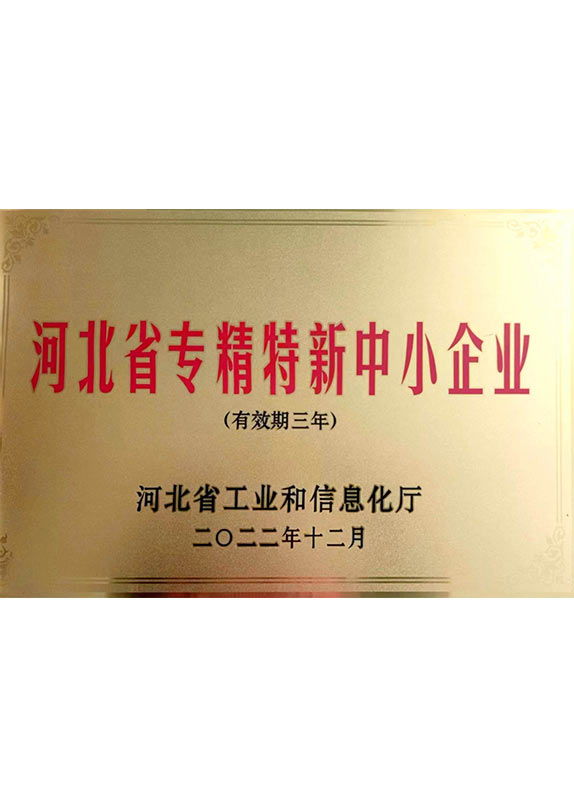 河北省专精特新中小企业
(有效期三年)
河北省工业和信息化厅
二〇二二年十二月